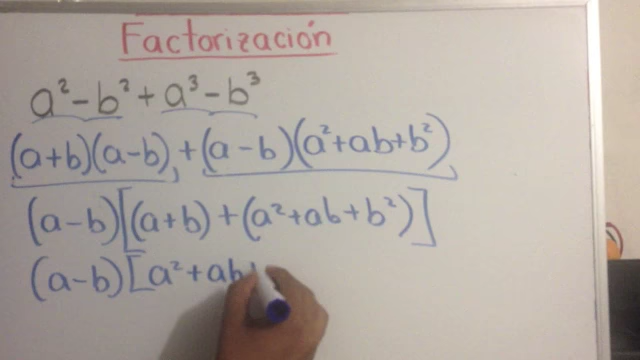 Factorización
a² - b² + a³ - b³
(a+b)(a-b) + (a-b)(a²+ab+b²)
(a-b)[(a+b) + (a²+ab+b²)]
(a-b)[a²+ab